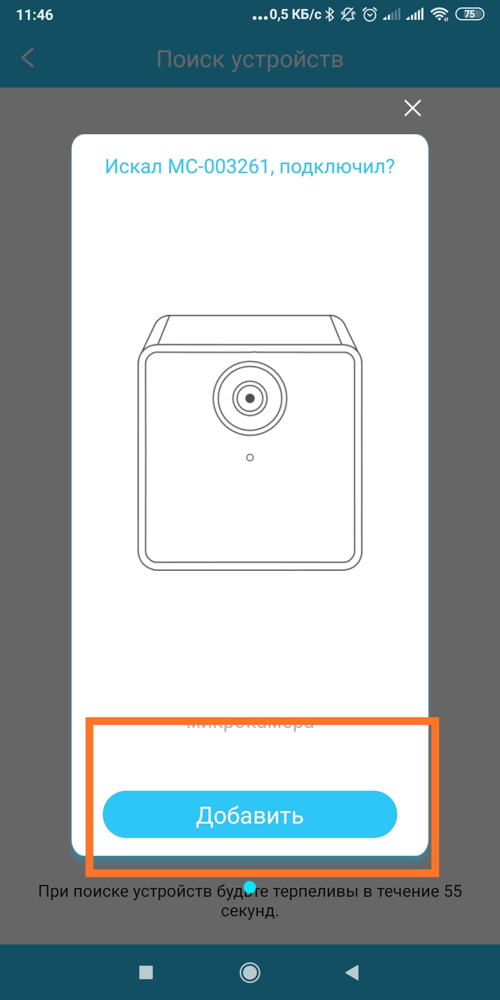 11:46 ...0,5 КБ/с 75
Поиск устройств
Искал MC-003261, подключил?
микрокамера
Добавить
При поиске устройств будьте терпеливы в течение 55
секунд.